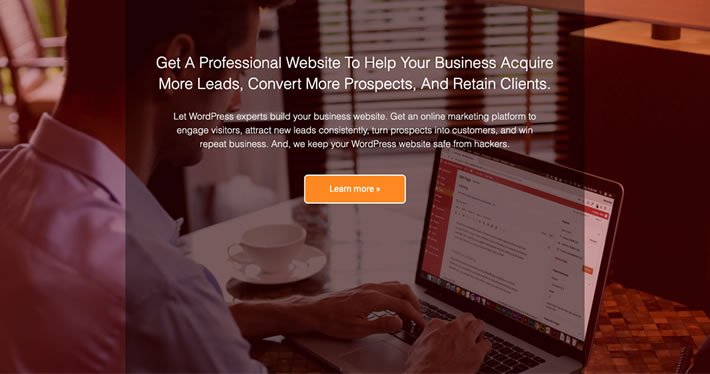 Get A Professional Website To Help Your Business Acquire
More Leads, Convert More Prospects, And Retain Clients.
Let WordPress experts build your business website. Get an online marketing platform to
engage visitors, attract new leads consistently, turn prospects into customers, and win
repeat business. And, we keep your WordPress website safe from hackers.
Learn more »